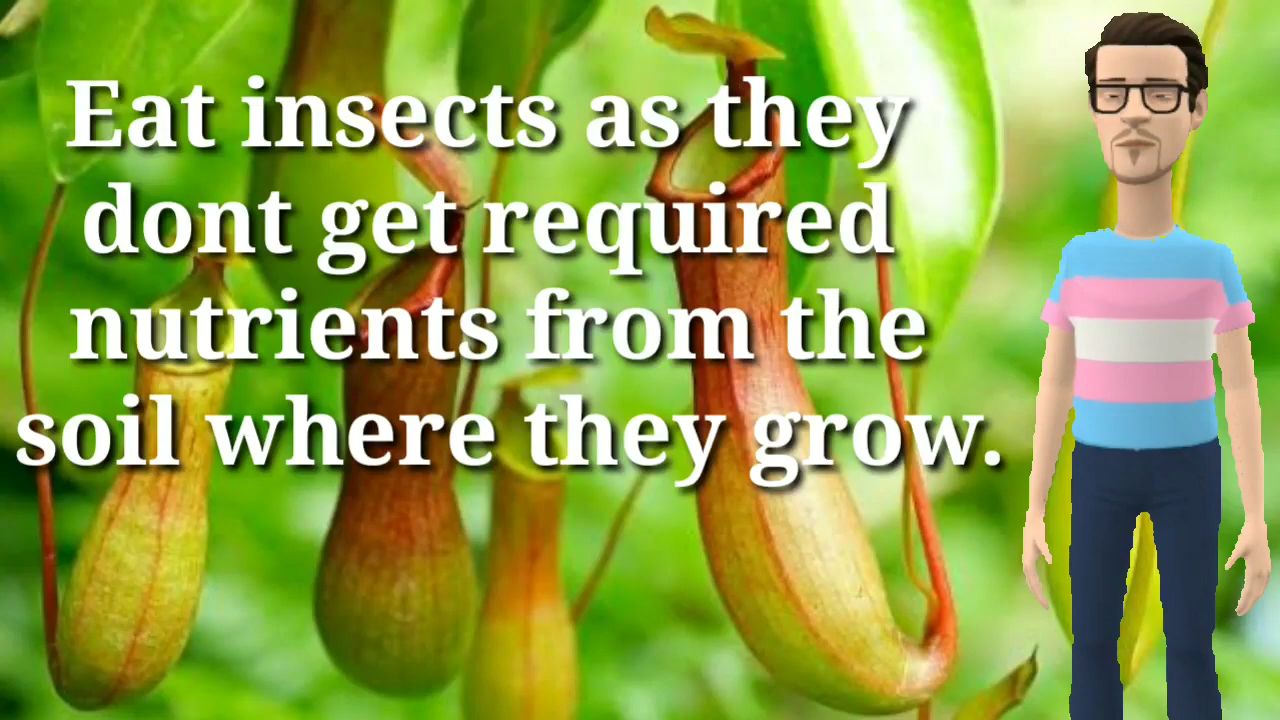 Eat insects as they
dont get required
nutrients from the
soil where they grow.